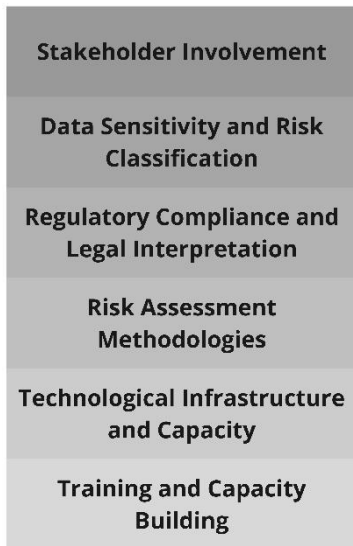 Stakeholder Involvement
Data Sensitivity and Risk
Classification
Regulatory Compliance and
Legal Interpretation
Risk Assessment
Methodologies
Technological Infrastructure
and Capacity
Training and Capacity
Building